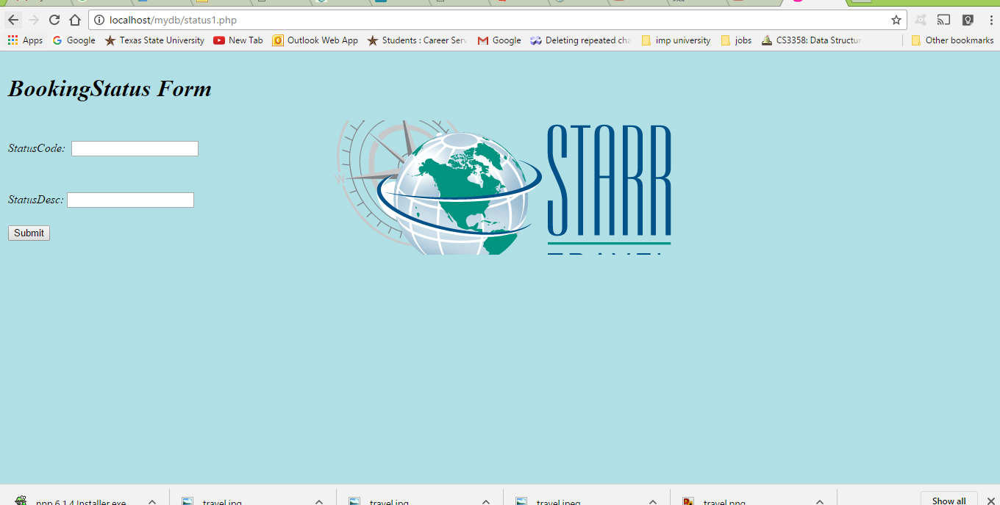 localhost/mydb/status1.php
Apps Google Texas State University New Tab Outlook Web App Students : Career Serv Google Deleting repeated cha imp university jobs CS3358: Data Structur Other bookmarks
BookingStatus Form
StatusCode:
StatusDesc:
Submit
W
STARR
TRAVEL
npp.6.1.4.Installer.exe travel.jpg travel.jpg travel.jpeg travel.png Show all